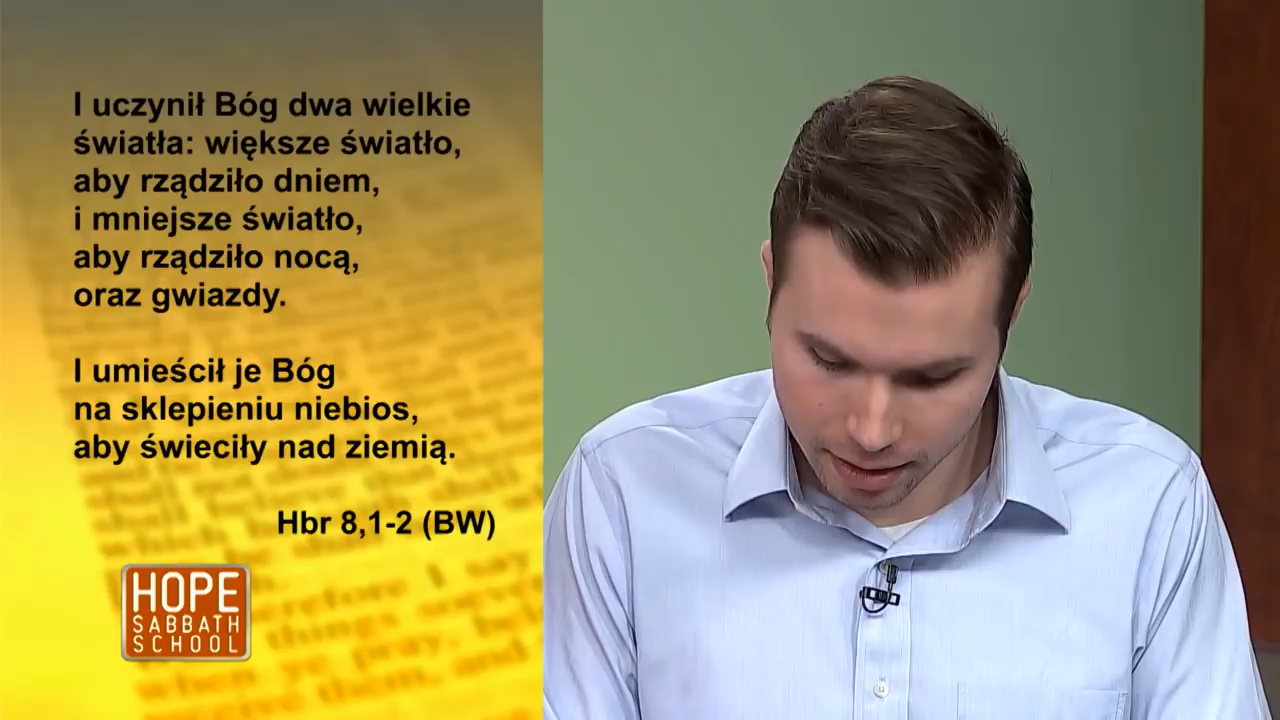 I uczynił Bóg dwa wielkie
światła: większe światło,
aby rządziło dniem,
i mniejsze światło,
aby rządziło nocą,
oraz gwiazdy.
I umieścił je Bóg
na sklepieniu niebios,
aby świeciły nad ziemią.
Hbr 8,1-2 (BW)
HOPE
SABBATH
SCHOOL